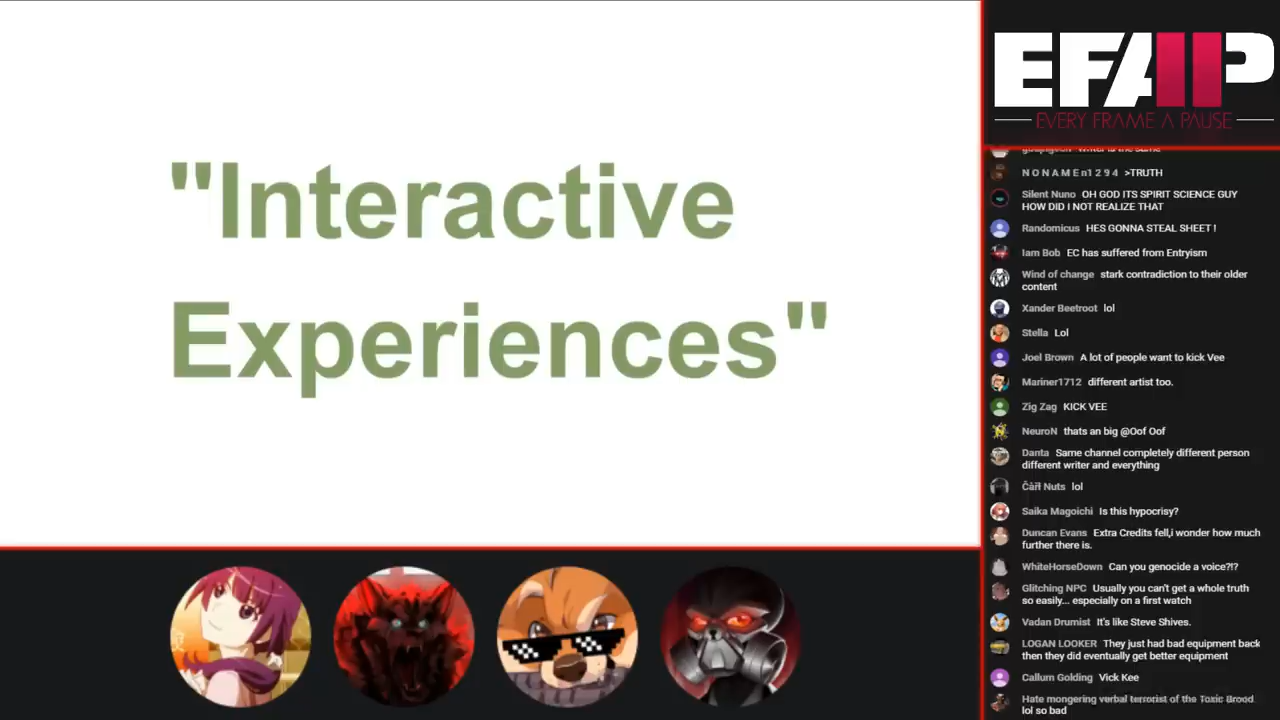 "Interactive
Experiences"
EFAP
EVERY FRAME A PAUSE
N O N A M E n 1 2 9 4 >TRUTH
Silent Nuno OH GOD ITS SPIRIT SCIENCE GUY
HOW DID I NOT REALIZE THAT
Randomicus HES GONNA STEAL SHEET !
Iam Bob EC has suffered from Entryism
Wind of change stark contradiction to their older
content
Xander Beetroot lol
Stella Lol
Joel Brown A lot of people want to kick Vee
Mariner1712 different artist too.
Zig Zag KICK VEE
NeuroN thats an big @Oof Oof
Danta Same channel completely different person
different writer and everything
Nuts lol
Saika Magoichi Is this hypocrisy?
Duncan Evans Extra Credits fell,i wonder how much
further there is.
WhiteHorseDown Can you genocide a voice?!?
Glitching NPC Usually you can't get a whole truth
so easily... especially on a first watch
Vadan Drumist It's like Steve Shives.
LOGAN LOOKER They just had bad equipment back
then they did eventually get better equipment
Callum Golding Vick Kee
Hate mongering verbal terrorist of the Toxic Brood
lol so bad